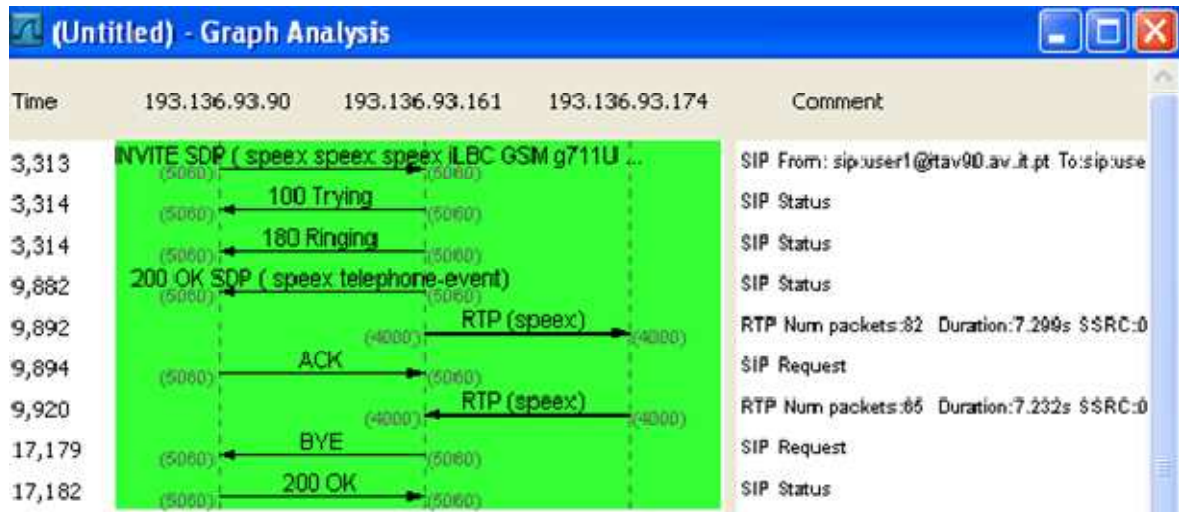 (Untitled) - Graph Analysis
Time 193.136.93.90 193.136.93.161 193.136.93.174 Comment
3,313 INVITE SDP ( speex speex speex iLBC GSM g711U ... SIP From: sip:user1@itav90.av.it.pt To:sip:use
(5060) (5060)
3,314 100 Trying SIP Status
(5060) (5060)
3,314 180 Ringing SIP Status
(5060) (5060)
9,882 200 OK SDP ( speex telephone-event) SIP Status
(5060) (5060)
9,892 RTP (speex) RTP Num packets:82 Duration:7.299s SSRC:0
(4000) (4000)
9,894 ACK SIP Request
(5060) (5060)
9,920 RTP (speex) RTP Num packets:65 Duration:7.232s SSRC:0
(4000) (4000)
17,179 BYE SIP Request
(5060) (5060)
17,182 200 OK SIP Status
(5060) (5060)